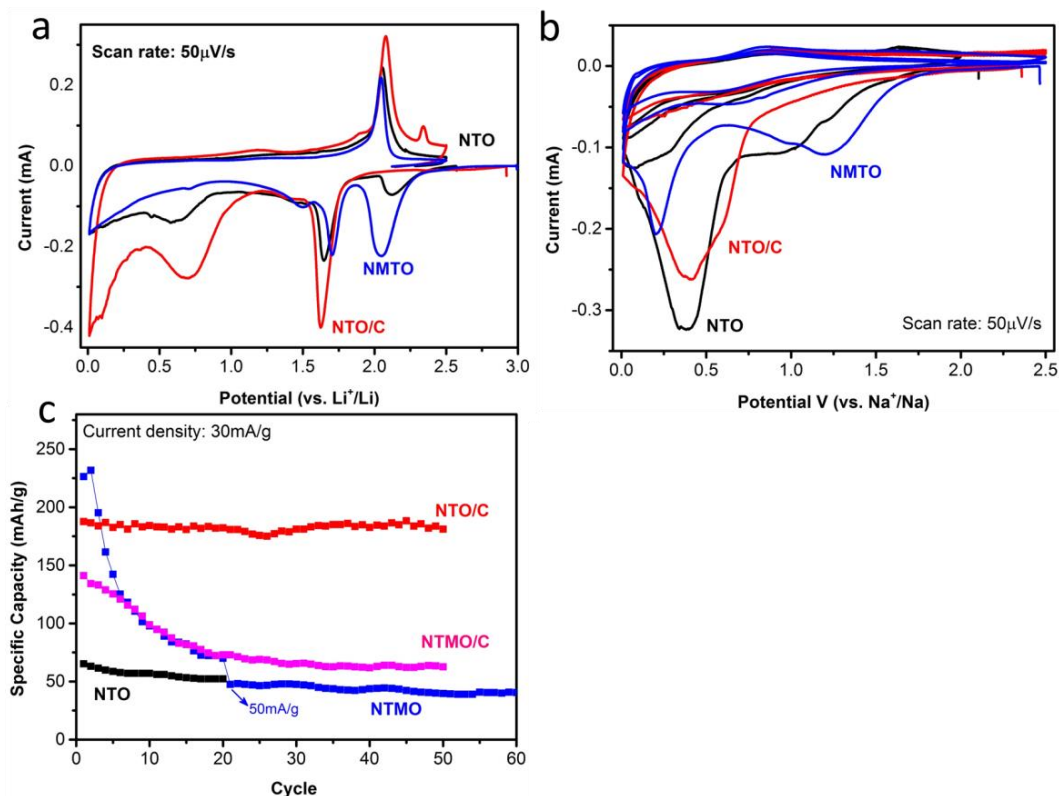 a
Scan rate: 50μV/s
0.2
0.0
-0.2
-0.4
Current (mA)
NTO
NMTO
NTO/C
0.0 0.5 1.0 1.5 2.0 2.5 3.0
Potential (vs. Li⁺/Li)
b
0.0
-0.1
-0.2
-0.3
Current (mA)
NMTO
NTO/C
NTO
Scan rate: 50μV/s
0.0 0.5 1.0 1.5 2.0 2.5
Potential V (vs. Na⁺/Na)
c
Current density: 30mA/g
250
200
150
100
50
0
Specific Capacity (mAh/g)
NTO/C
NTMO/C
NTO
NTMO
50mA/g
0 10 20 30 40 50 60
Cycle